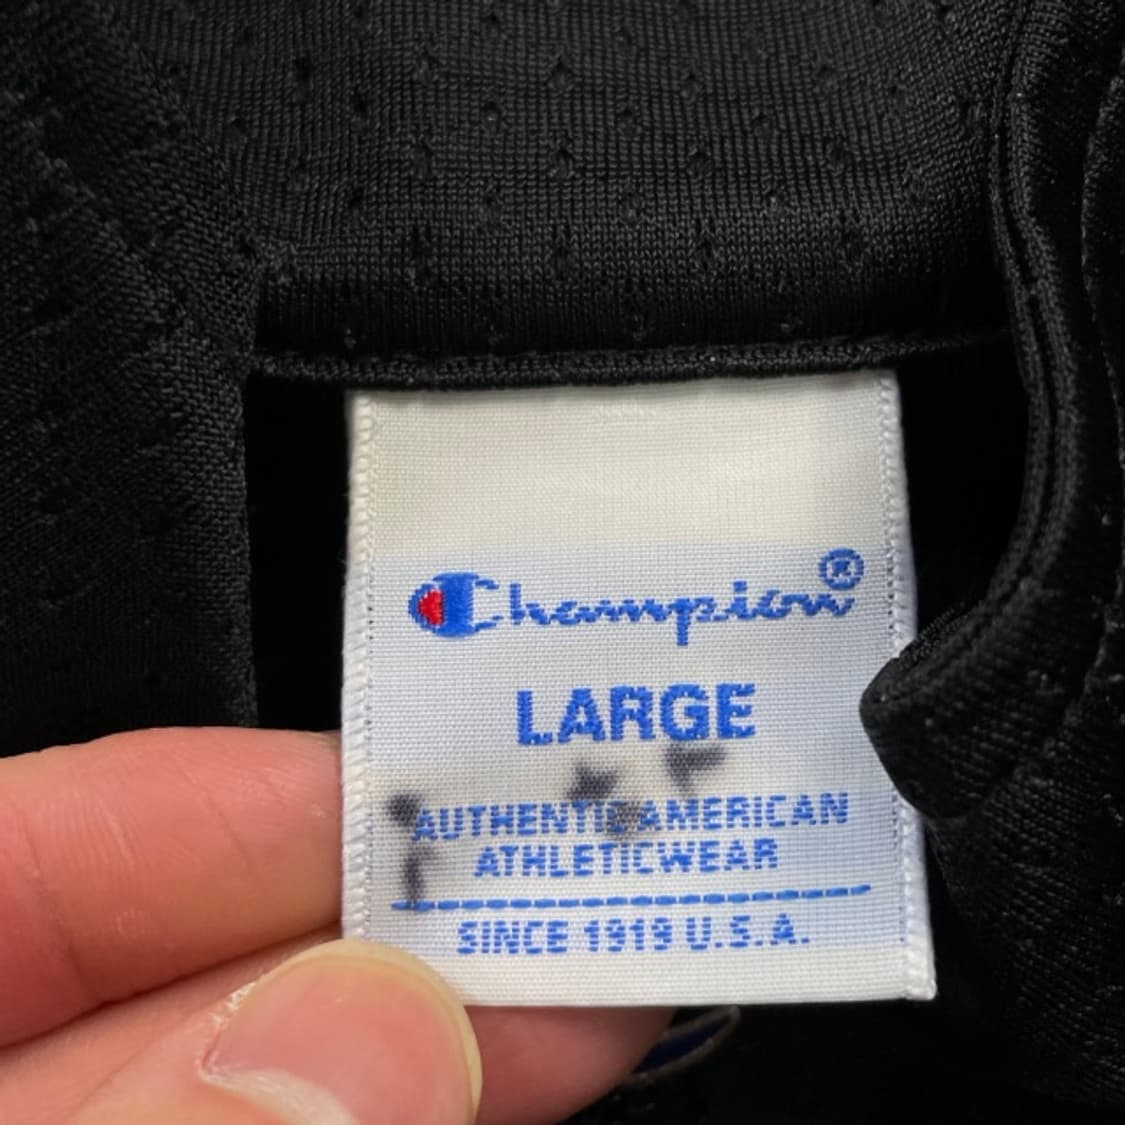 Champion®
LARGE
AUTHENTIC AMERICAN
ATHLETICWEAR
SINCE 1919 U.S.A.